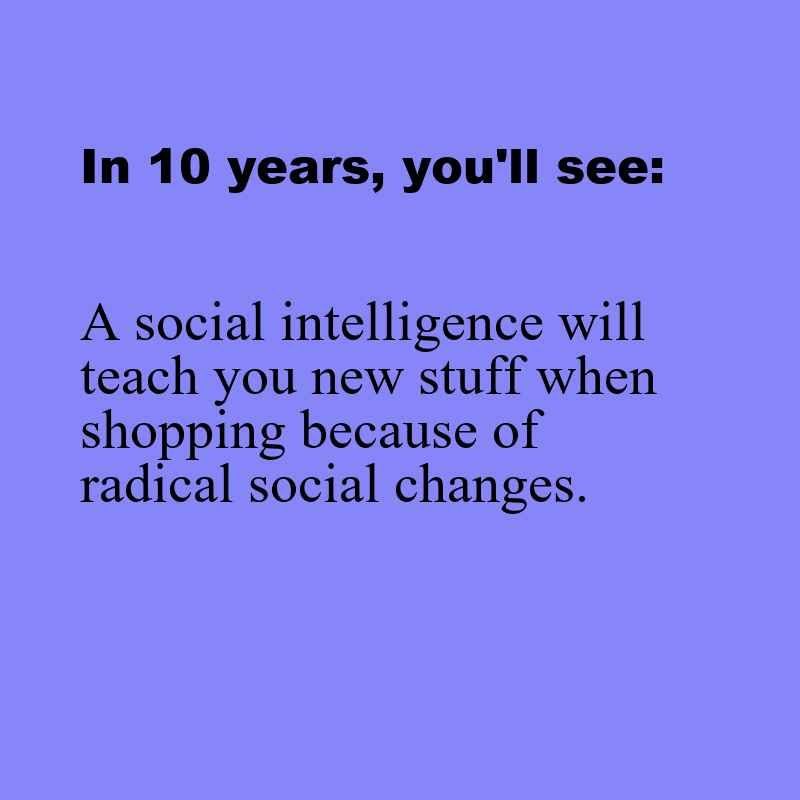 In 10 years, you'll see:
A social intelligence will
teach you new stuff when
shopping because of
radical social changes.